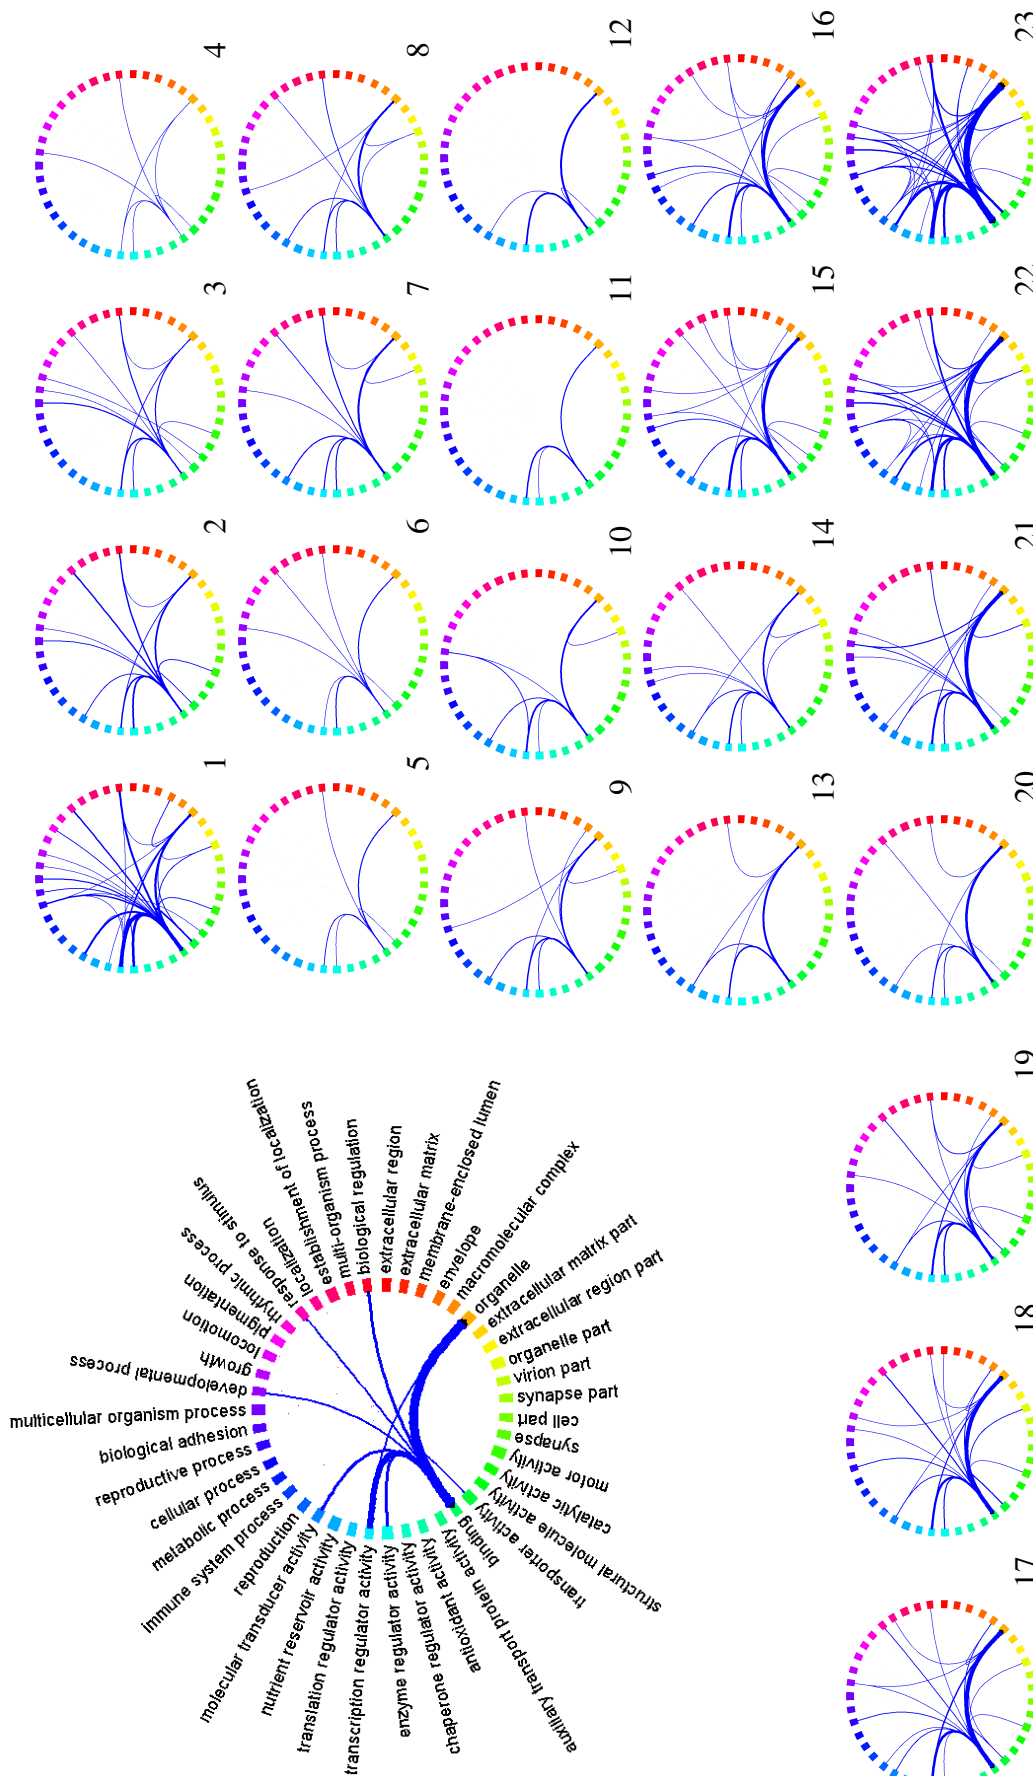 1
2
3
4
5
6
7
8
9
10
11
12
13
14
15
16
17
18
19
20
21
22
23
establishment of localization
multi-organism process
biological regulation
extracellular region
extracellular matrix
membrane-enclosed lumen
envelope
macromolecular complex
organelle
extracellular matrix part
extracellular region part
organelle part
virion part
synapse part
cell part
synapse
motor activity
catalytic activity
structural molecule activity
transporter activity
binding
auxiliary transport protein activity
antioxidant activity
chaperone regulator activity
enzyme regulator activity
transcription regulator activity
translation regulator activity
nutrient reservoir activity
molecular transducer activity
reproduction
immune system process
metabolic process
cellular process
reproductive process
biological adhesion
multicellular organism process
developmental process
growth
locomotion
pigmentation
rhythmic process
response to stimulus
localization